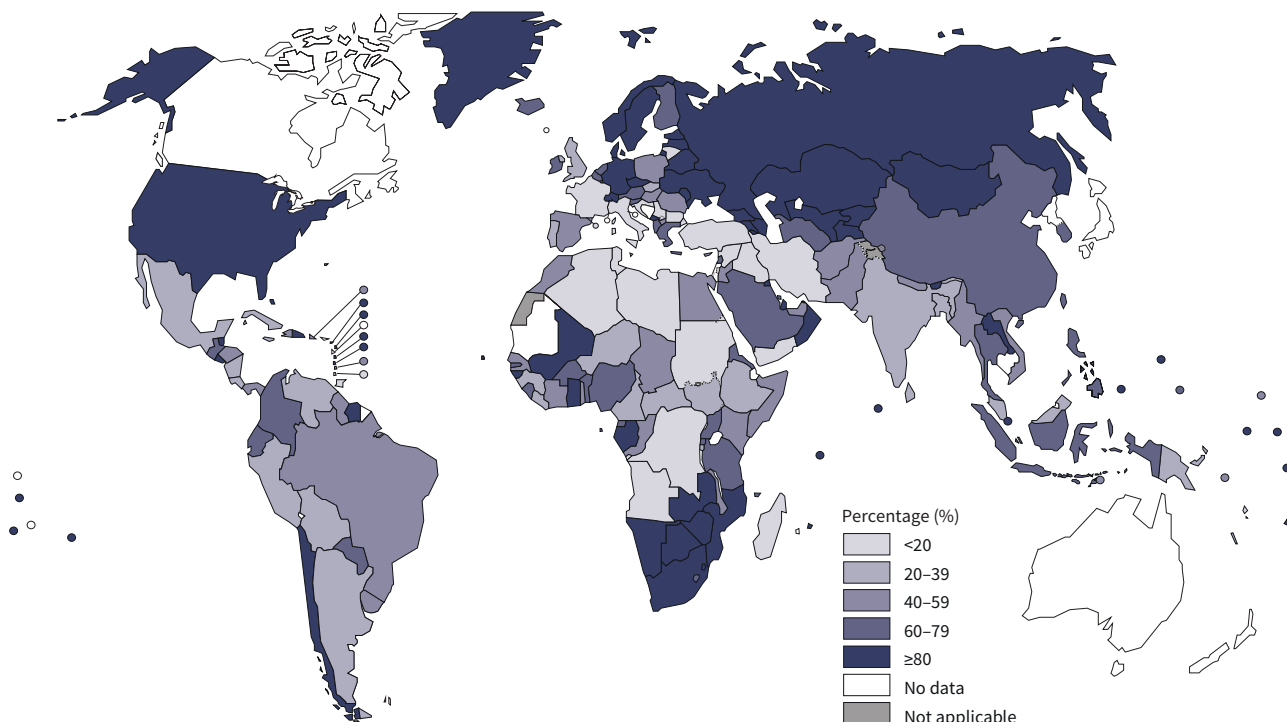 Percentage (%)
<20
20–39
40–59
60–79
≥80
No data
Not applicable